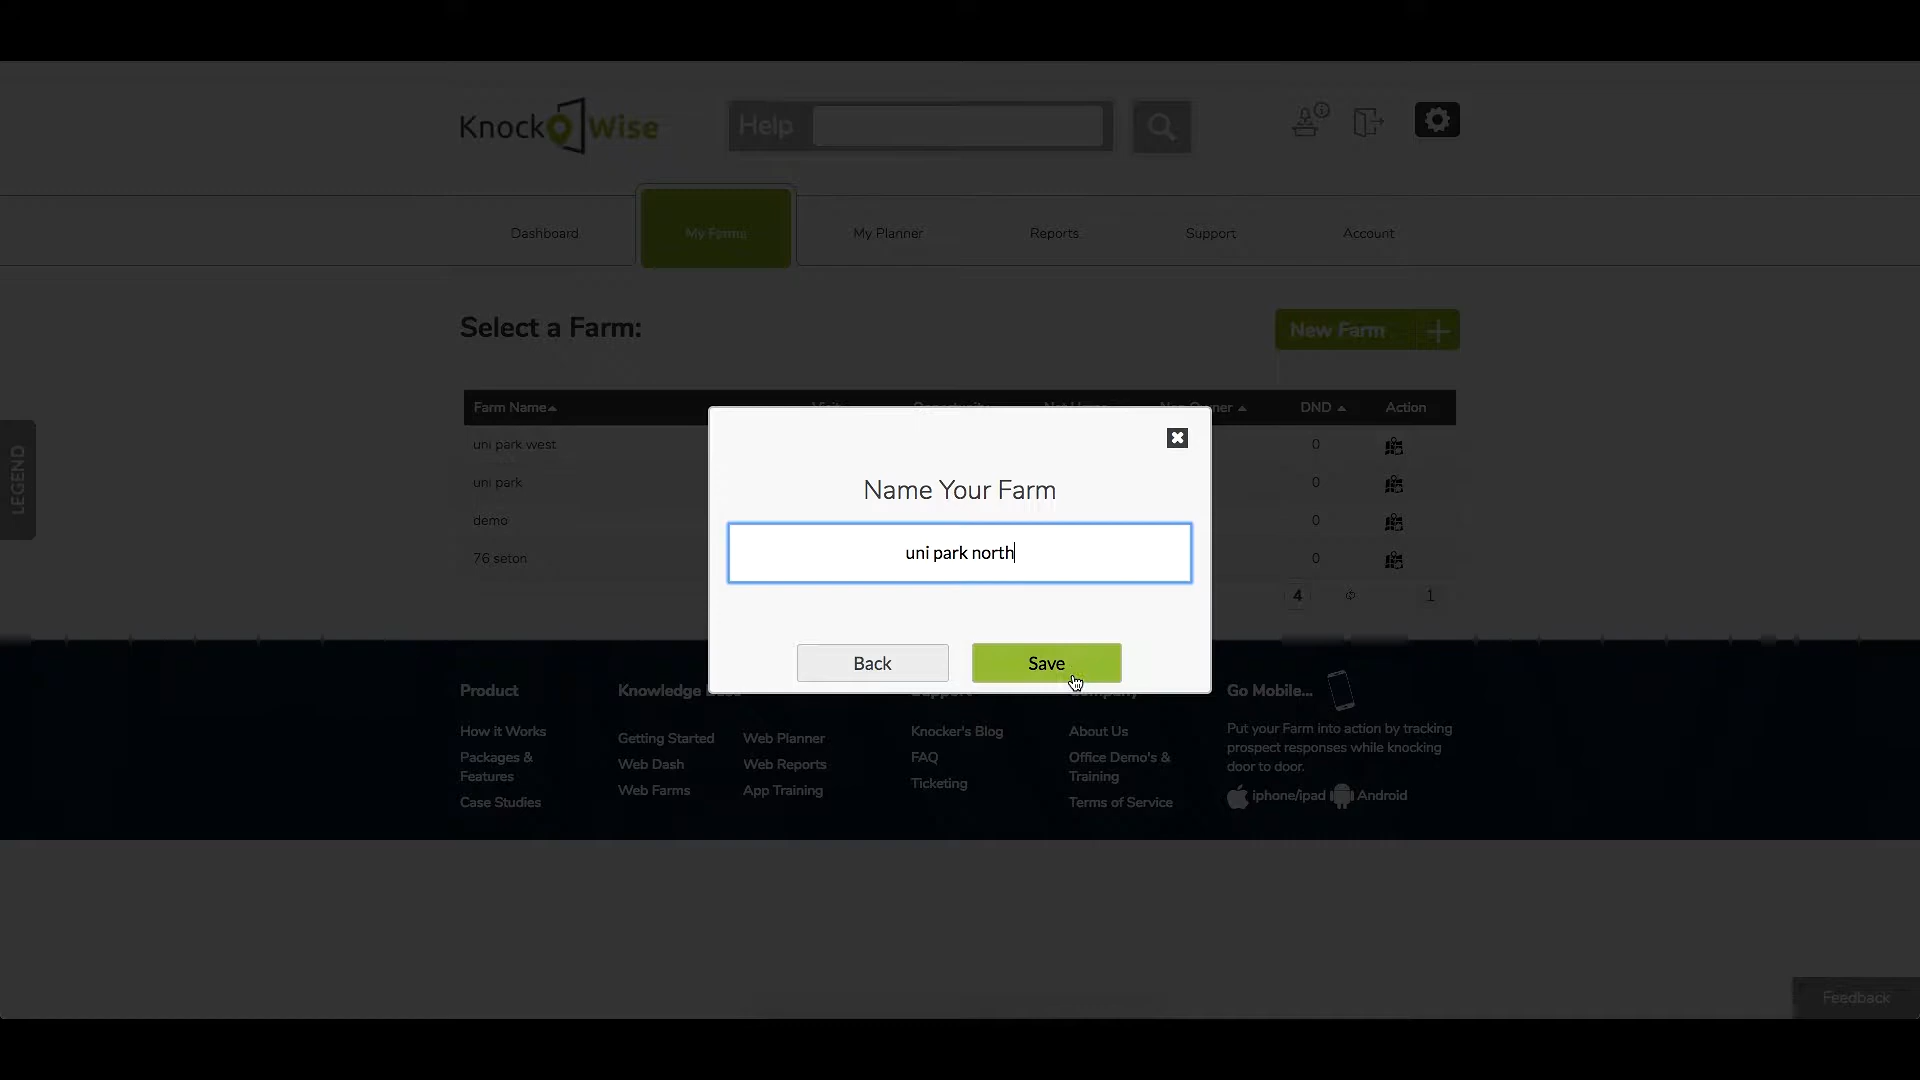 Knock Wise
Help
Dashboard
My Farms
My Planner
Reports
Support
Account
Select a Farm:
New Farm
LEGEND
Farm Name
DND
Action
uni park west
0
uni park
0
demo
0
76 seton
0
4
1
Name Your Farm
uni park north
Back
Save
Product
How it Works
Packages &
Features
Case Studies
Knowledge
Getting Started
Web Dash
Web Farms
Web Planner
Web Reports
App Training
Support
Knocker's Blog
FAQ
Ticketing
Company
About Us
Office Demo's &
Training
Terms of Service
Go Mobile...
Put your Farm into action by tracking
prospect responses while knocking
door to door.
iphone/ipad Android
Feedback